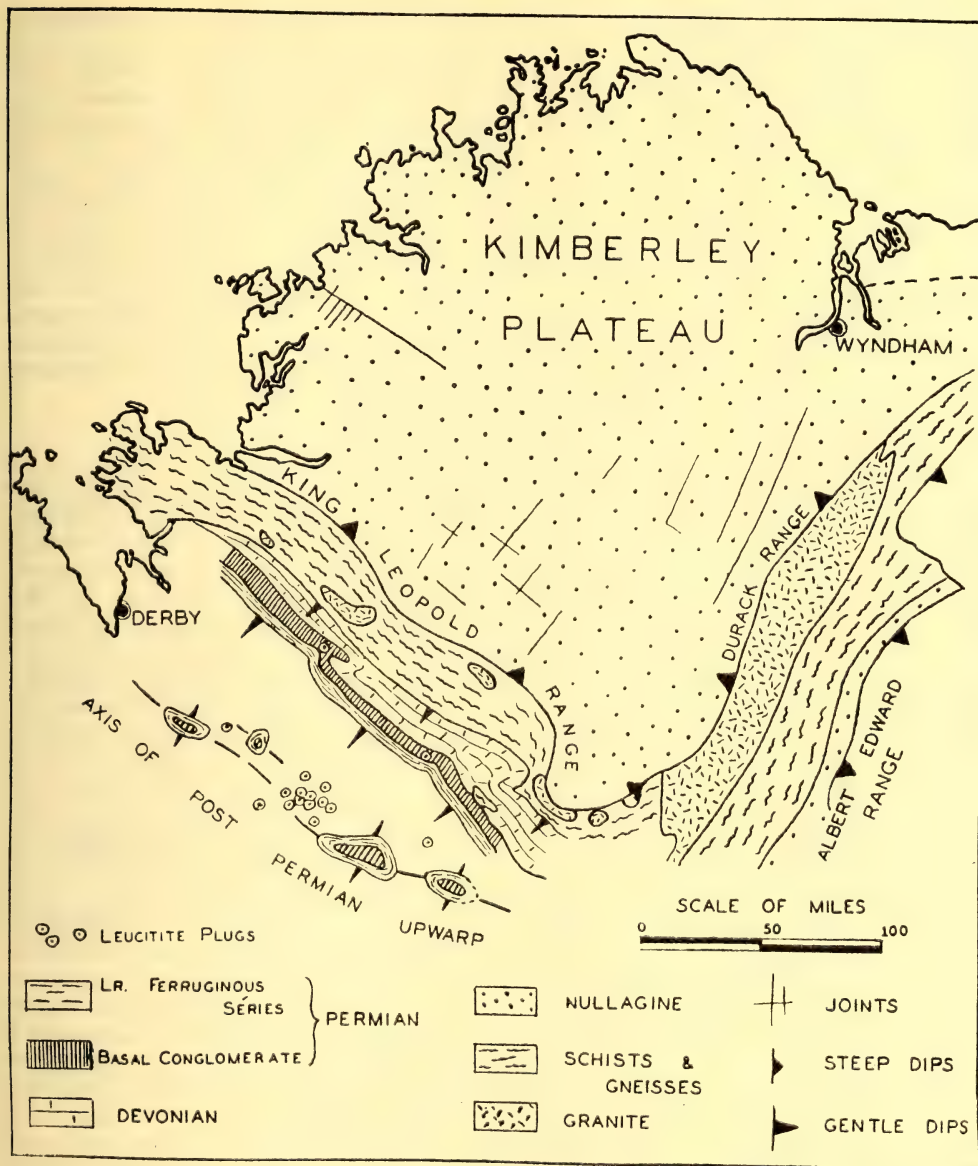 KIMBERLEY
PLATEAU
WYNDHAM
KING
LEOPOLD
RANGE
DURACK RANGE
DERBY
ALBERT EDWARD
RANGE
AXIS OF
POST
PERMIAN
UPWARP
SCALE OF MILES
0 50 100
LEUCITITE PLUGS
LR. FERRUGINOUS
SÉRIES
PERMIAN
BASAL CONGLOMERATE
DEVONIAN
NULLAGINE
SCHISTS &
GNEISSES
GRANITE
JOINTS
STEEP DIPS
GENTLE DIPS